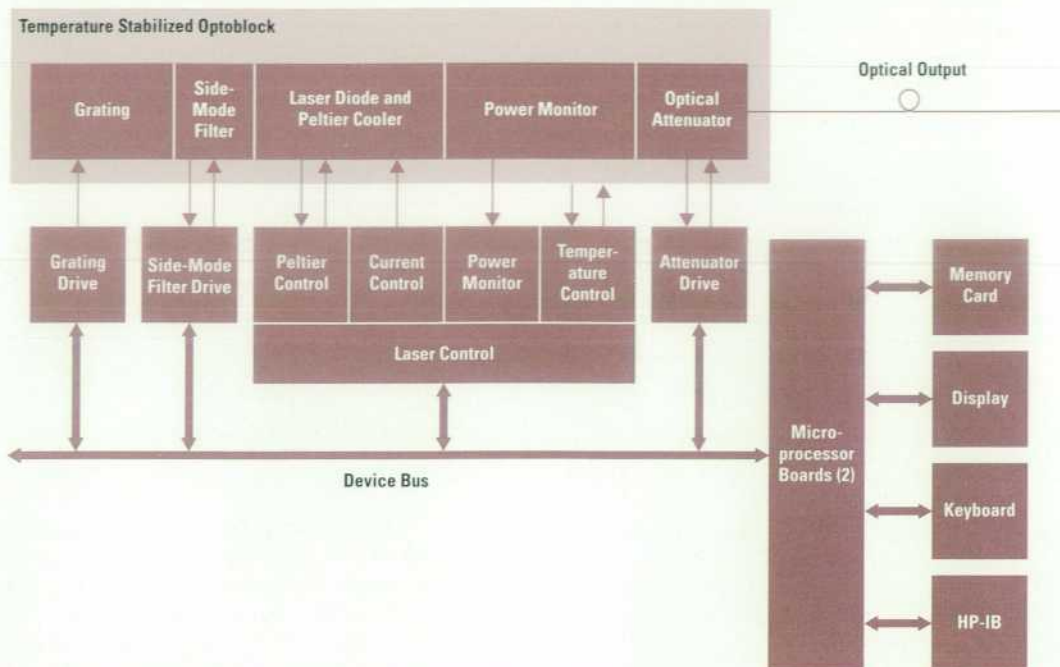 Temperature Stabilized Optoblock
Grating
Side-
Mode
Filter
Laser Diode and
Peltier Cooler
Power Monitor
Optical
Attenuator
Optical Output
Grating
Drive
Side-Mode
Filter Drive
Peltier
Control
Current
Control
Power
Monitor
Temper-
ature
Control
Attenuator
Drive
Laser Control
Device Bus
Micro-
processor
Boards (2)
Memory
Card
Display
Keyboard
HP-IB